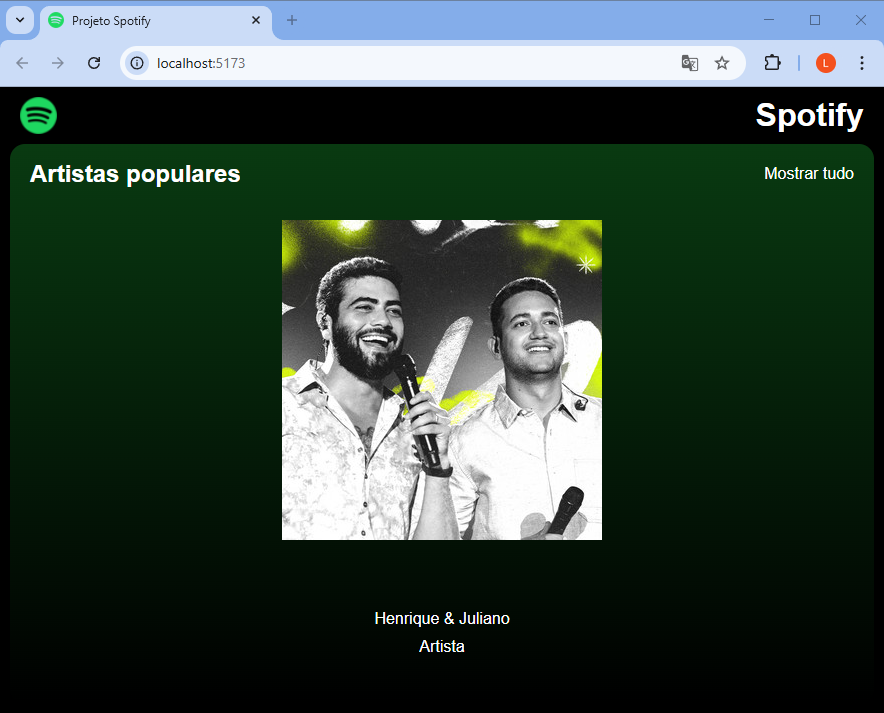 Projeto Spotify
localhost:5173
L
Spotify
Artistas populares
Mostrar tudo
Henrique & Juliano
Artista